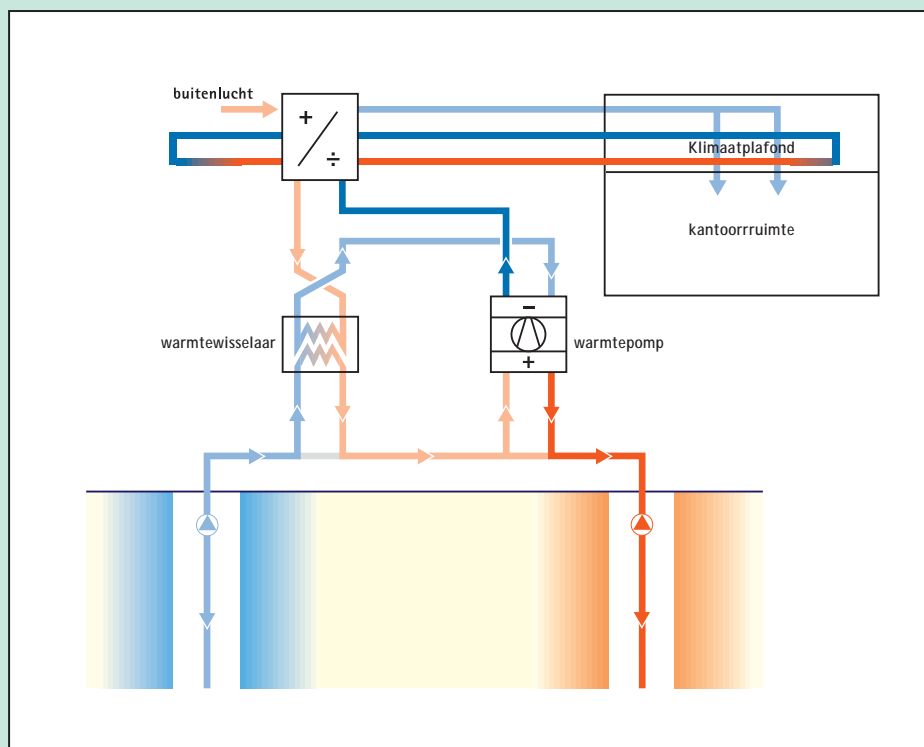 buitenlucht
+
÷
Klimaatplafond
kantoorrruimte
warmtewisselaar
–
+
warmtepomp